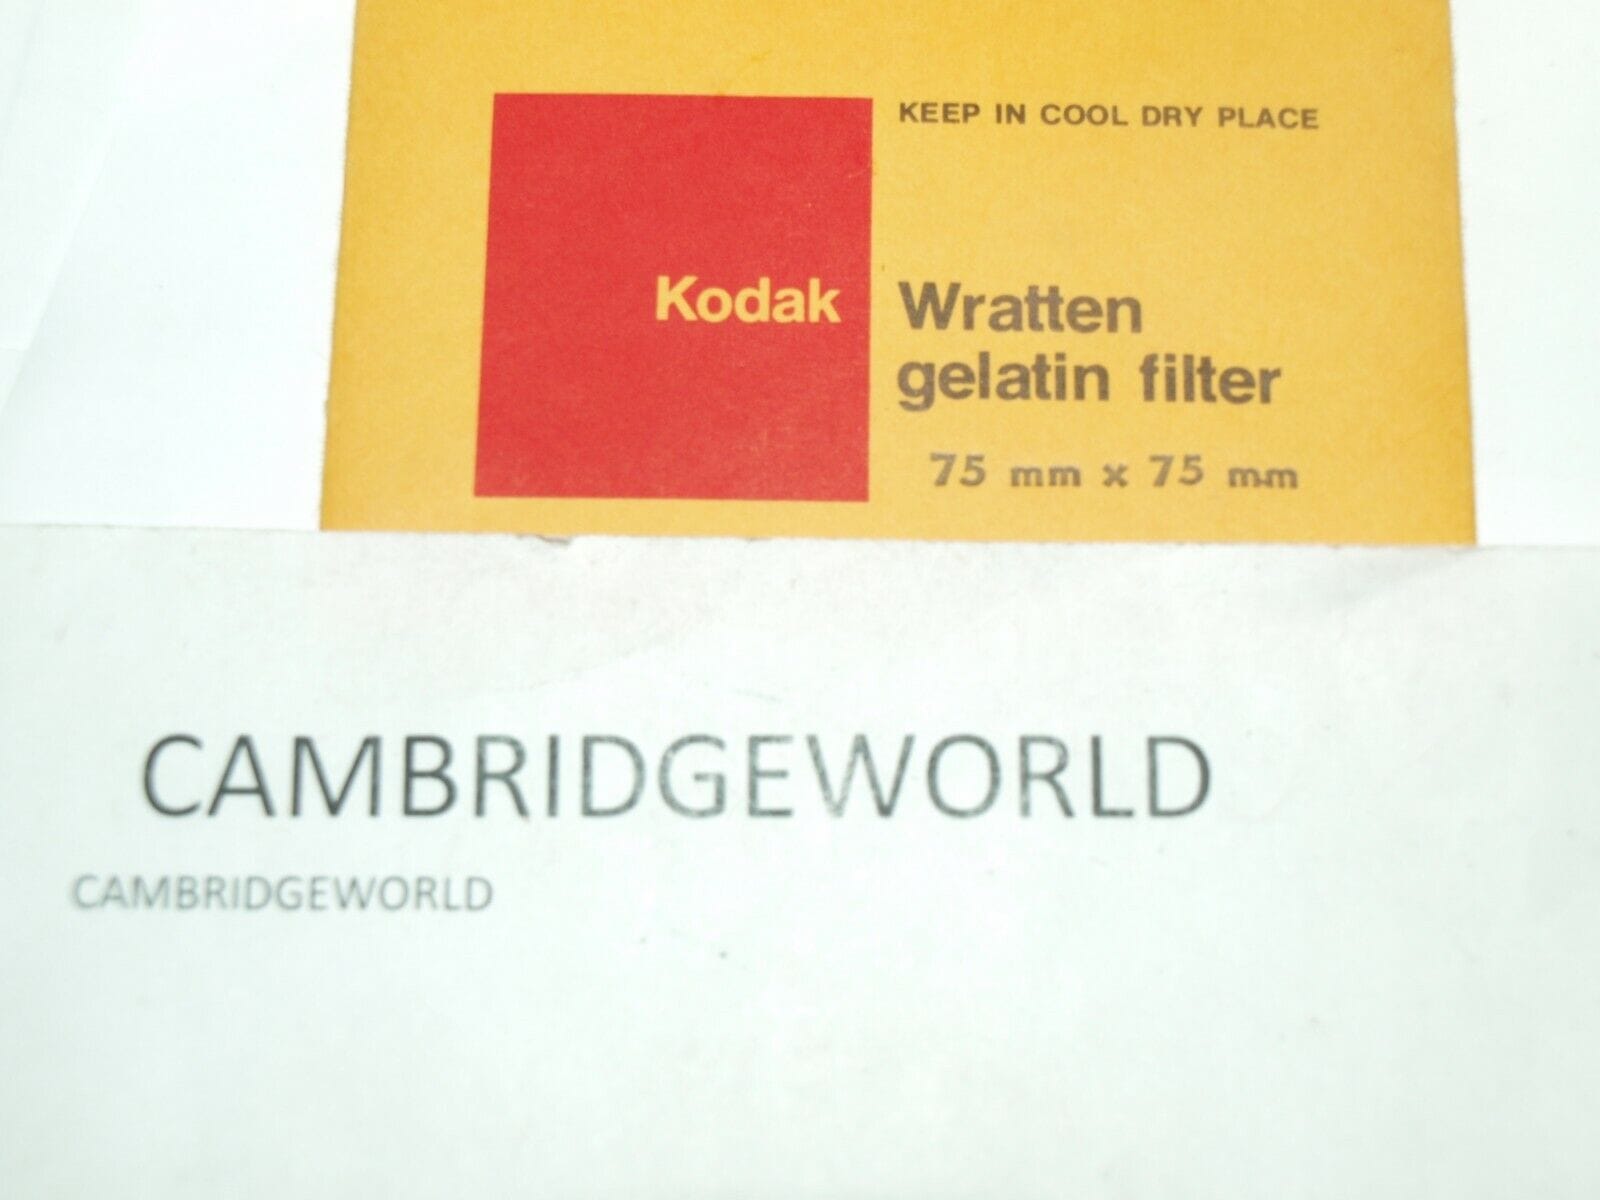 KEEP IN COOL DRY PLACE
Kodak
Wratten
gelatin filter
75 mm x 75 mm
CAMBRIDGEWORLD
CAMBRIDGEWORLD